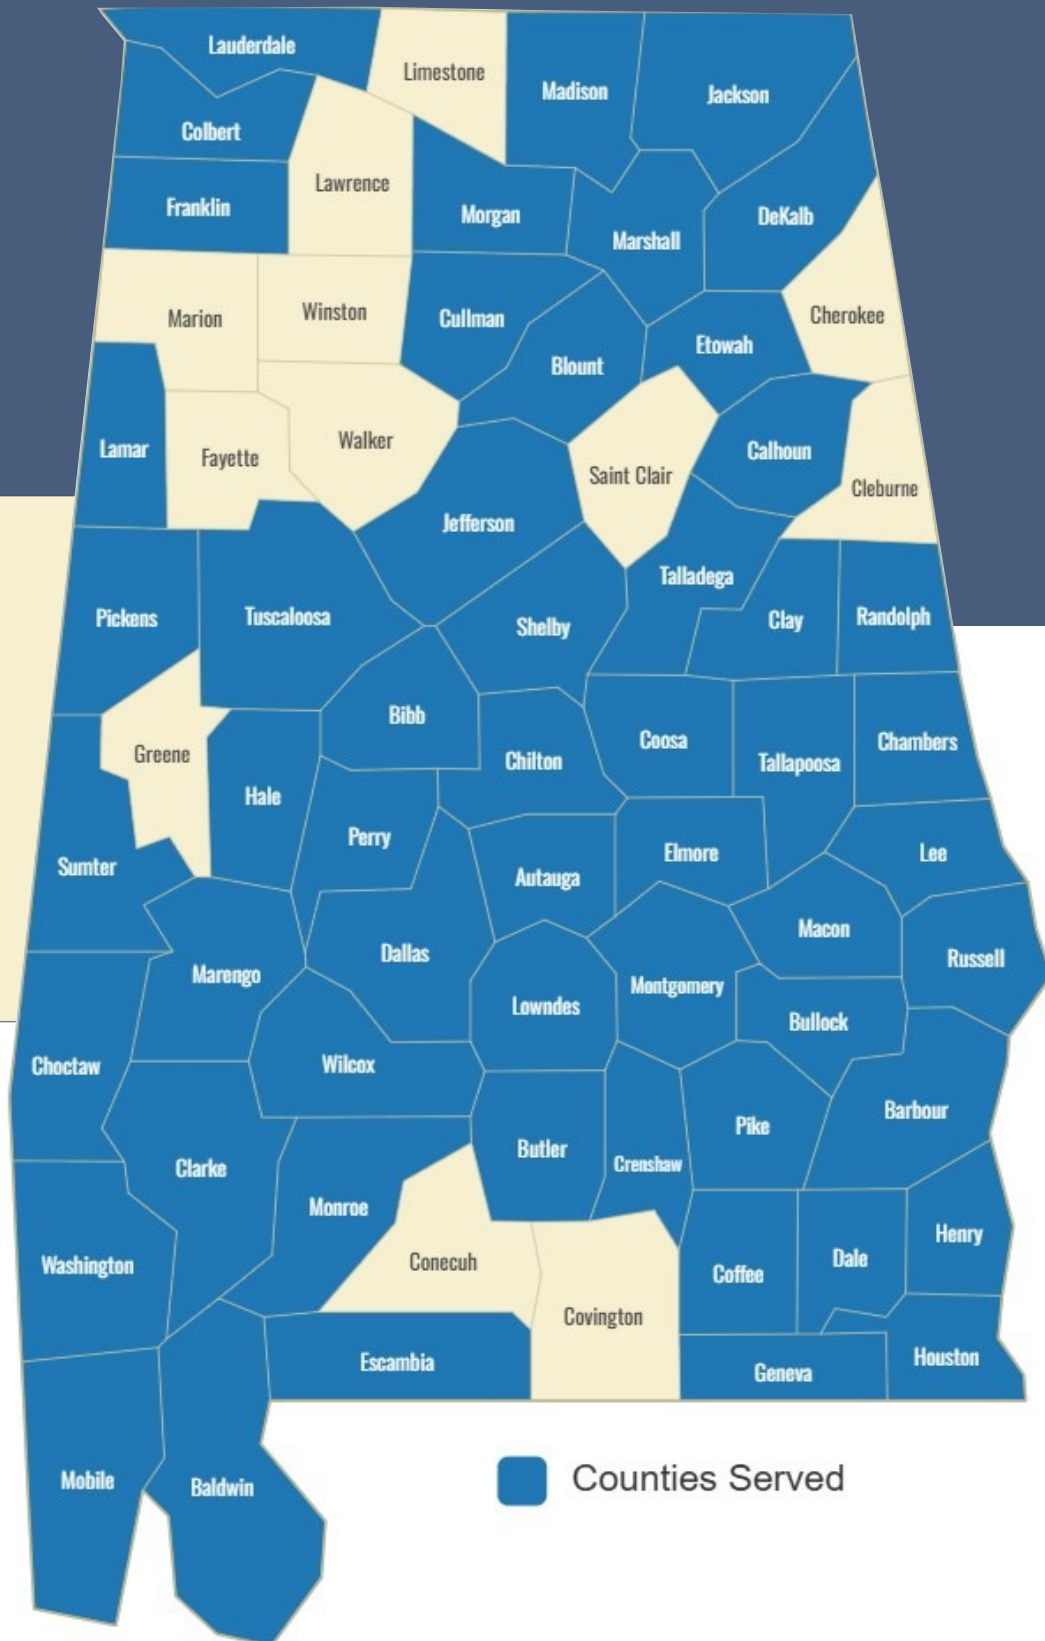 Lauderdale
Limestone
Madison
Jackson
Colbert
Lawrence
Franklin
Morgan
DeKalb
Marshall
Marion
Winston
Cullman
Cherokee
Etowah
Blount
Lamar
Fayette
Walker
Saint Clair
Calhoun
Cleburne
Jefferson
Talladega
Pickens
Tuscaloosa
Shelby
Clay
Randolph
Bibb
Greene
Chilton
Coosa
Tallapoosa
Chambers
Hale
Perry
Sumter
Autauga
Elmore
Lee
Dallas
Macon
Marengo
Montgomery
Russell
Lowndes
Bullock
Choctaw
Wilcox
Barbour
Clarke
Butler
Crenshaw
Pike
Monroe
Washington
Conecuh
Coffee
Dale
Henry
Covington
Escambia
Geneva
Houston
Mobile
Baldwin
Counties Served